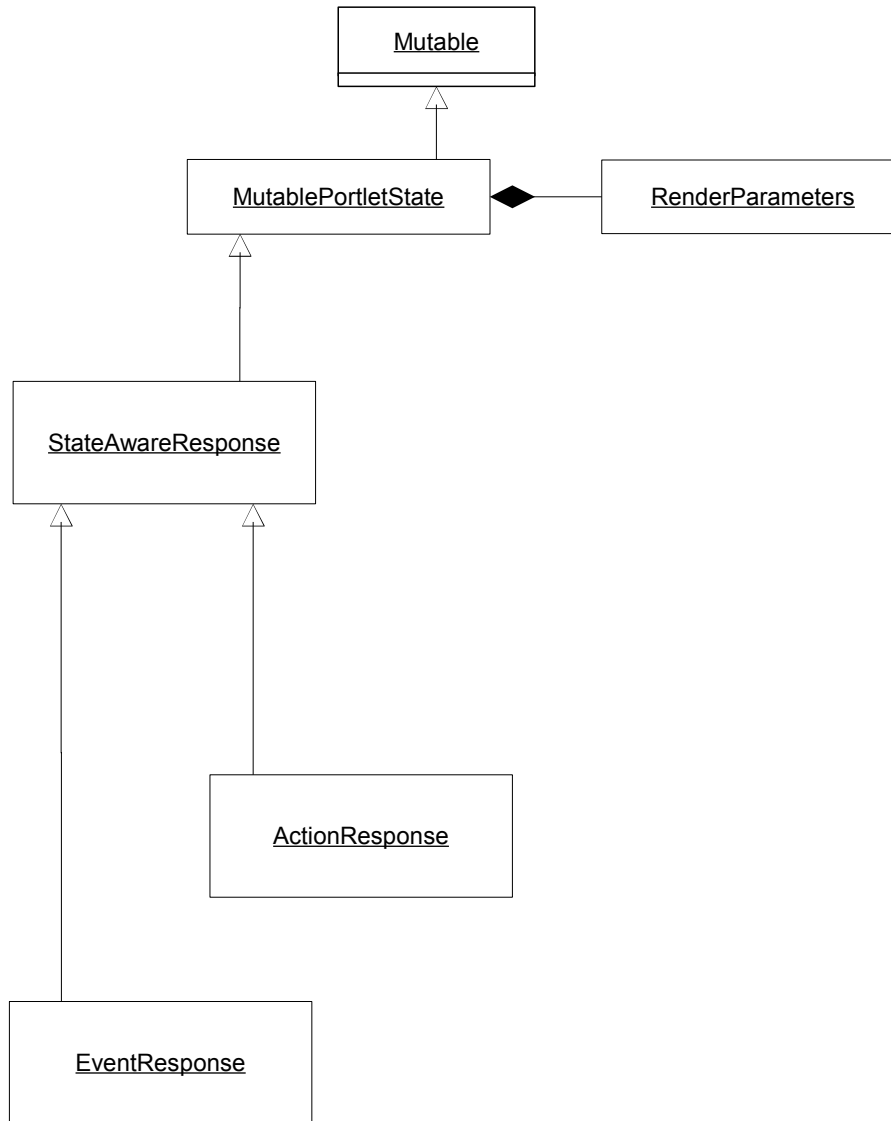 Mutable
MutablePortletState
RenderParameters
StateAwareResponse
ActionResponse
EventResponse